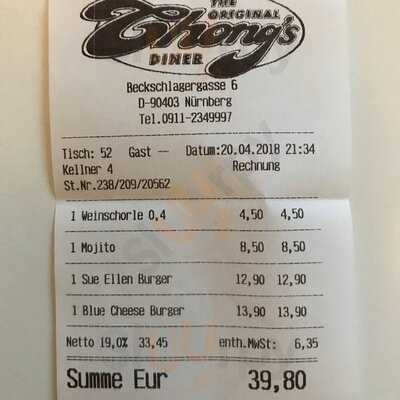 THE
ORIGINAL
Chong's
DINER
Beckschlagergasse 6
D-90403 Nürnberg
Tel.0911-2349997
Tisch: 52 Gast -- Datum:20.04.2018 21:34
Kellner 4 Rechnung
St.Nr.238/209/20562
1 Weinschorle 0,4 4,50 4,50
1 Mojito 8,50 8,50
1 Sue Ellen Burger 12,90 12,90
1 Blue Cheese Burger 13,90 13,90
Netto 19,0% 33,45 enth.MwSt: 6,35
Summe Eur 39,80